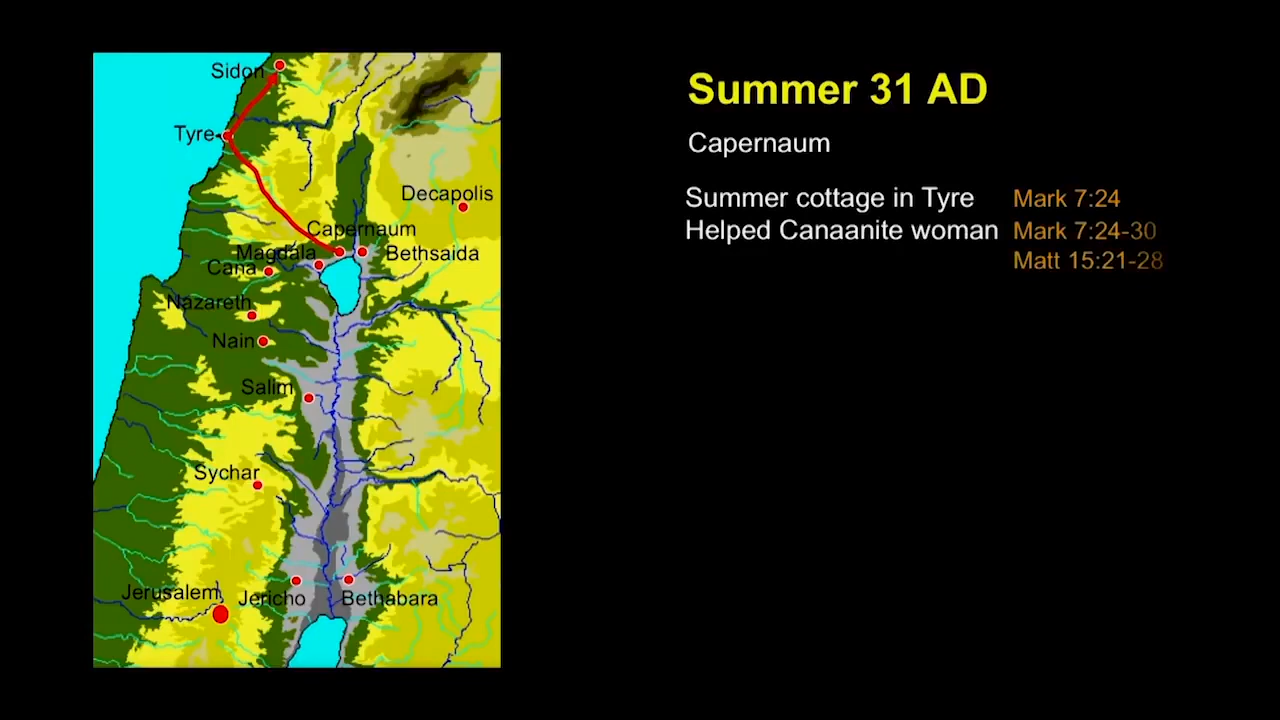 Sidon
Tyre
Decapolis
Capernaum
Magdala
Bethsaida
Cana
Nazareth
Nain
Salim
Sychar
Jerusalem
Jericho
Bethabara
Summer 31 AD
Capernaum
Summer cottage in Tyre Mark 7:24
Helped Canaanite woman Mark 7:24-30
Matt 15:21-28